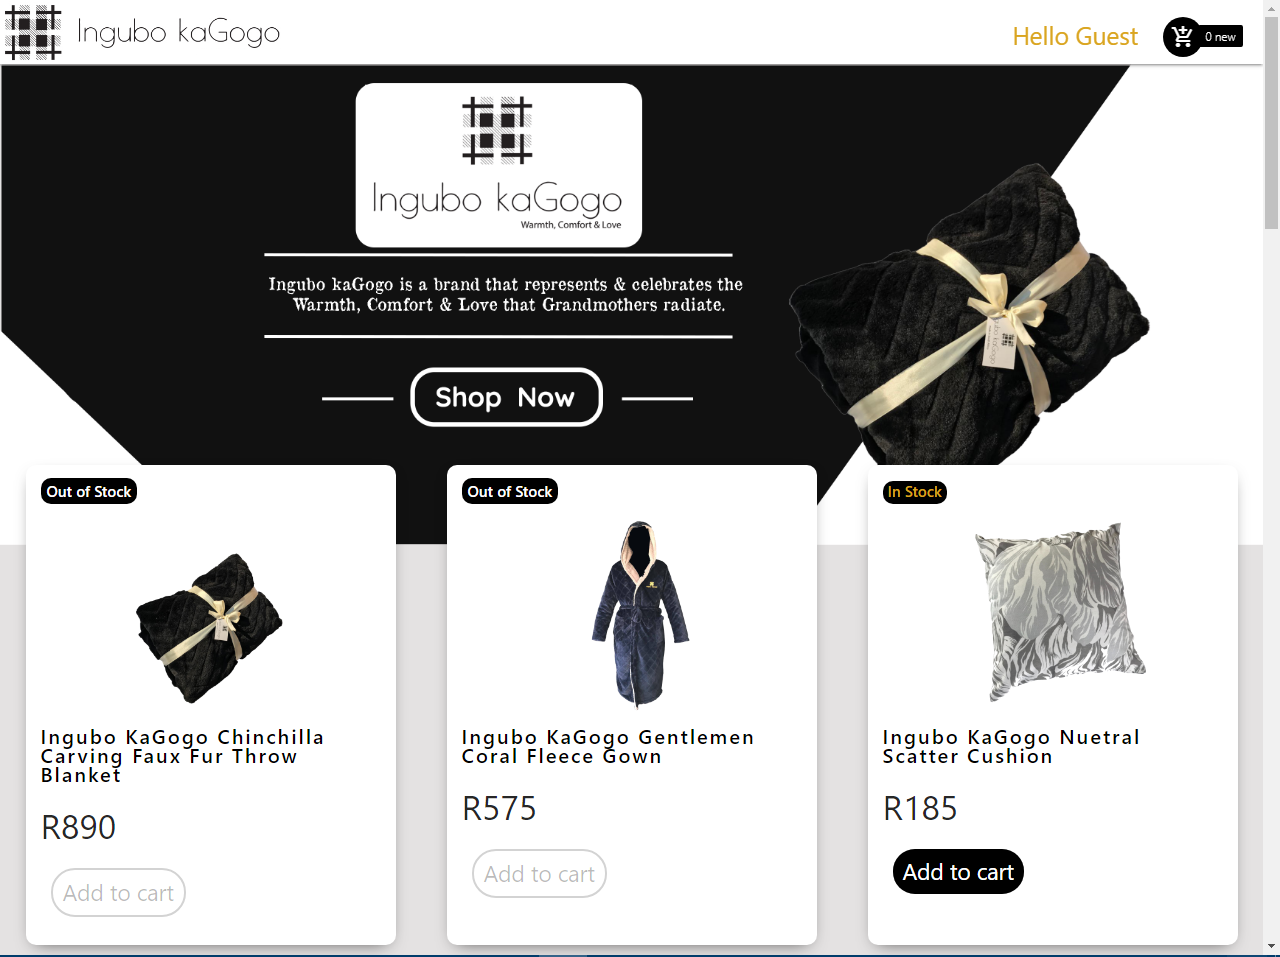 Ingubo kaGogo
Hello Guest
0 new
Ingubo kaGogo
Warmth, Comfort & Love
Ingubo kaGogo is a brand that represents & celebrates the
Warmth, Comfort & Love that Grandmothers radiate.
Shop Now
Out of Stock
Ingubo KaGogo Chinchilla
Carving Faux Fur Throw
Blanket
R890
Add to cart
Out of Stock
Ingubo KaGogo Gentlemen
Coral Fleece Gown
R575
Add to cart
In Stock
Ingubo KaGogo Nuetral
Scatter Cushion
R185
Add to cart